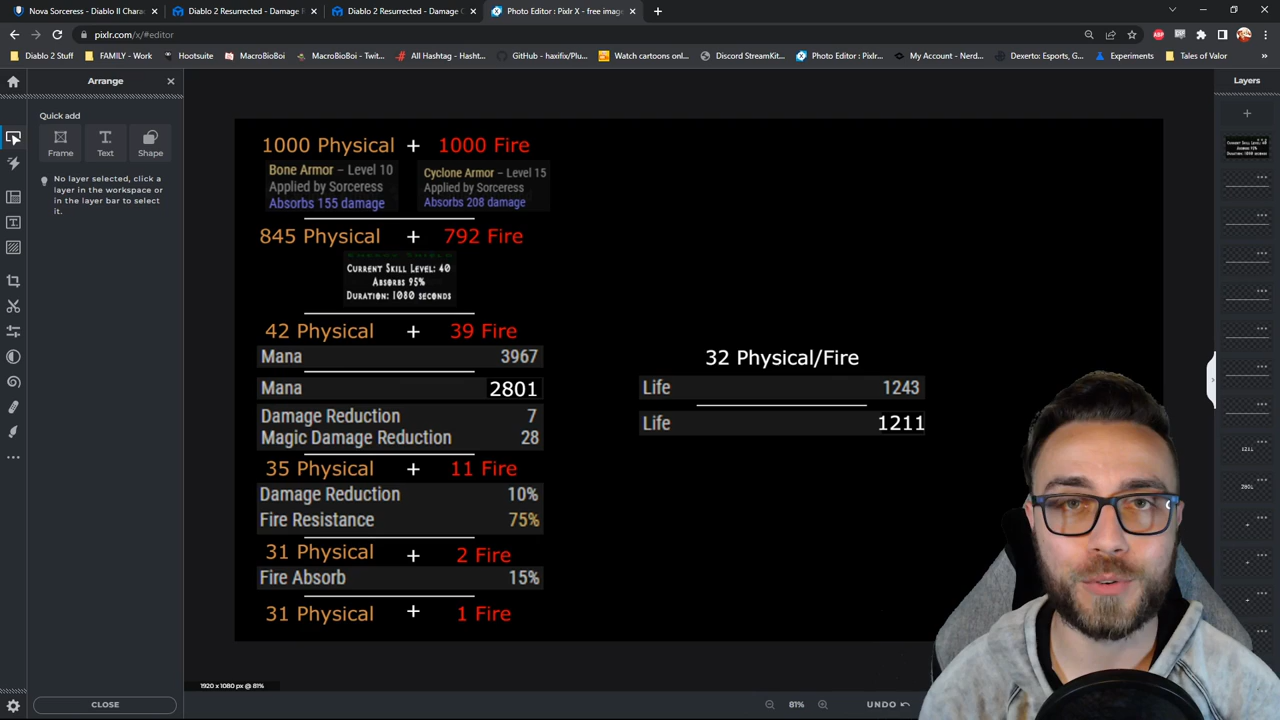 Nova Sorceress - Diablo II Chara
Diablo 2 Resurrected - Damage R
Diablo 2 Resurrected - Damage C
Photo Editor : Pixlr X - free imag
pixlr.com/x/#editor
Diablo 2 Stuff
FAMILY - Work
Hootsuite
MacroBioBoi
MacroBioBoi - Twit...
All Hashtag - Hasht...
GitHub - haxifix/Plu...
Watch cartoons onl...
Discord StreamKit...
Photo Editor : Pixlr...
My Account - Nerd...
Dexerto: Esports, G...
Experiments
Tales of Valor
Arrange
Layers
Quick add
Frame
Text
Shape
No layer selected, click a
layer in the workspace or
in the layer bar to select
it.
1000 Physical + 1000 Fire
Bone Armor – Level 10
Applied by Sorceress
Absorbs 155 damage
Cyclone Armor – Level 15
Applied by Sorceress
Absorbs 208 damage
845 Physical + 792 Fire
Current Skill Level: 40
Absorbs 95%
Duration: 1080 seconds
42 Physical + 39 Fire
Mana 3967
Mana 2801
Damage Reduction 7
Magic Damage Reduction 28
35 Physical + 11 Fire
Damage Reduction 10%
Fire Resistance 75%
31 Physical + 2 Fire
Fire Absorb 15%
31 Physical + 1 Fire
32 Physical/Fire
Life 1243
Life 1211
1211
2801
1920 x 1080 px @ 81%
CLOSE
81%
UNDO